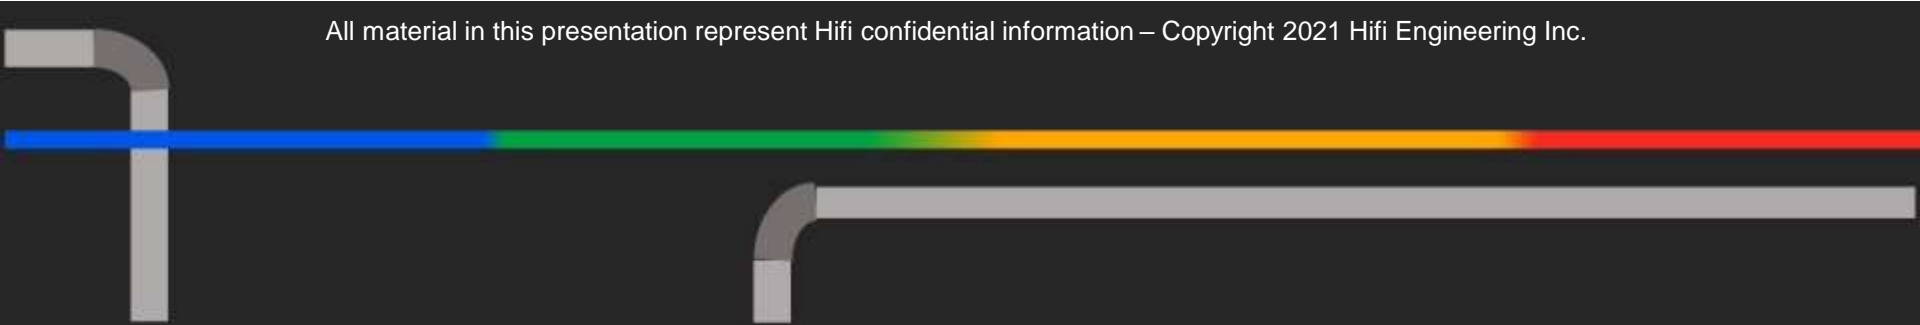 All material in this presentation represent Hifi confidential information – Copyright 2021 Hifi Engineering Inc.